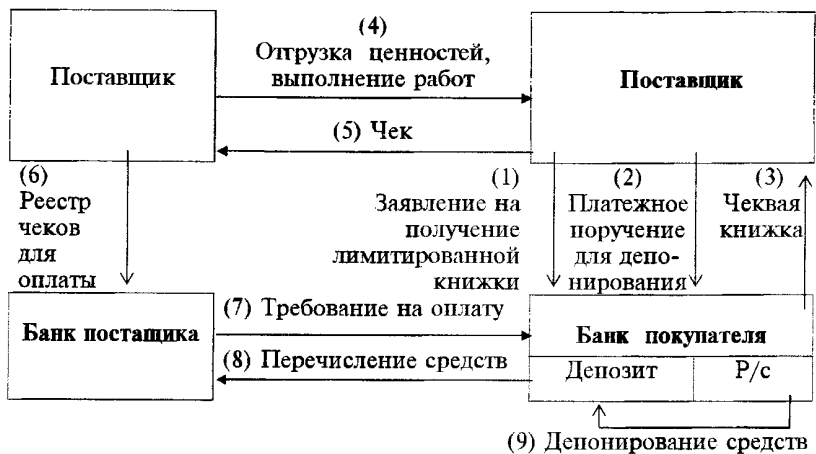 (4)
Отгрузка ценностей,
выполнение работ
Поставщик
Поставщик
(5) Чек
(6)
Реестр
чеков
для
оплаты
(1)
Заявление на
получение
лимитированной
книжки
(2)
Платежное
поручение
для депо-
нирования
(3)
Чеквая
книжка
Банк постащика
(7) Требование на оплату
(8) Перечисление средств
Банк покупателя
Депозит
Р/с
(9) Депонирование средств